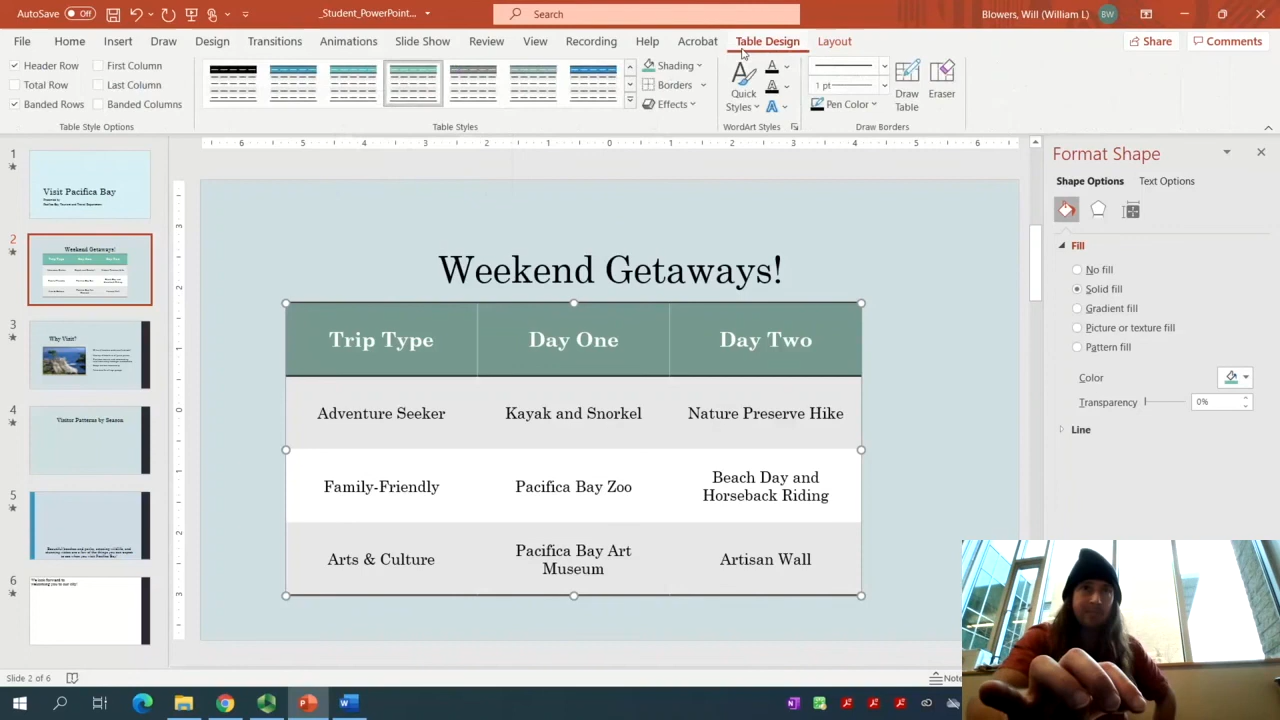 AutoSave Off
_Student_PowerPoint...
Search
Blowers, Will (William L)
BW
File Home Insert Draw Design Transitions Animations Slide Show Review View Recording Help Acrobat Table Design Layout
Share
Comments
Header Row
First Column
Total Row
Last Column
Banded Rows
Banded Columns
Table Style Options
Table Styles
Shading
Borders
Effects
Quick
Styles
WordArt Styles
1 pt
Pen Color
Draw
Table
Eraser
Draw Borders
1
Visit Pacifica Bay
2
Weekend Getaways!
3
Why Visit?
4
Visitor Patterns by Season
5
6
Weekend Getaways!
Trip Type Day One Day Two
Adventure Seeker Kayak and Snorkel Nature Preserve Hike
Family-Friendly Pacifica Bay Zoo Beach Day and
Horseback Riding
Arts & Culture Pacifica Bay Art
Museum Artisan Wall
Format Shape
Shape Options Text Options
Fill
No fill
Solid fill
Gradient fill
Picture or texture fill
Pattern fill
Color
Transparency 0%
Line
Slide 2 of 6